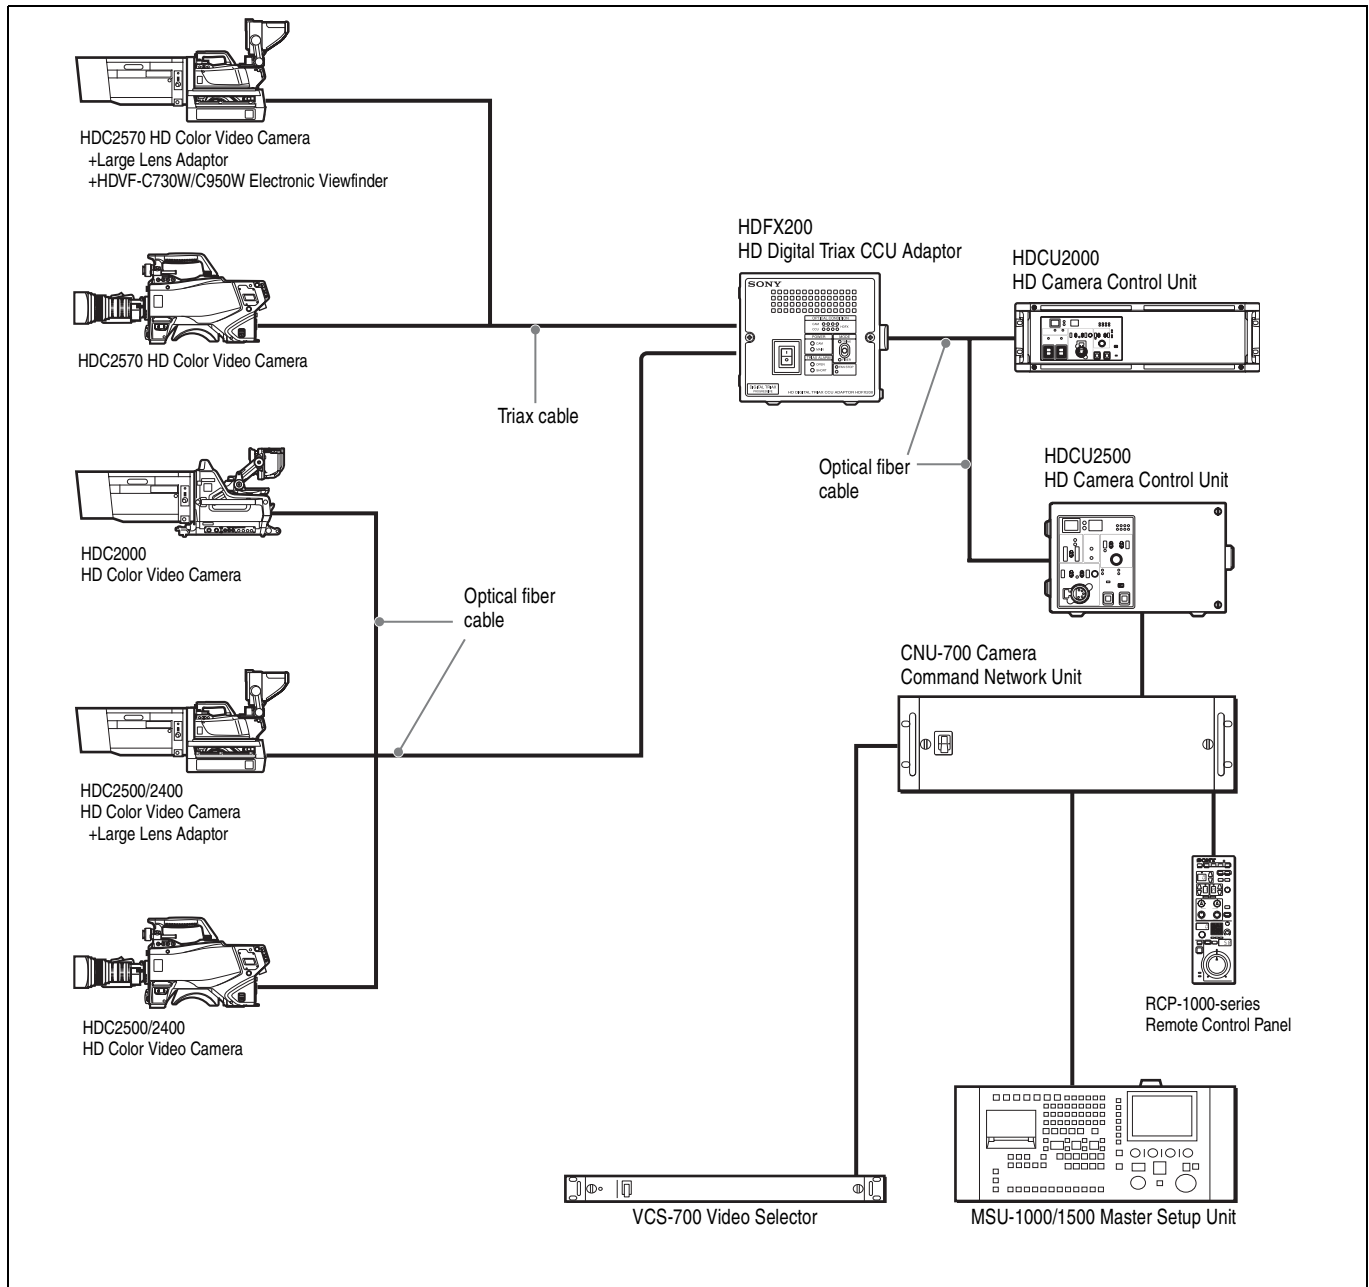 HDC2570 HD Color Video Camera
+Large Lens Adaptor
+HDVF-C730W/C950W Electronic Viewfinder
HDFX200
HD Digital Triax CCU Adaptor
HDCU2000
HD Camera Control Unit
SONY
HDC2570 HD Color Video Camera
DIGITAL TRIAX
Triax cable
HDCU2500
HD Camera Control Unit
Optical fiber
cable
HDC2000
HD Color Video Camera
Optical fiber
cable
CNU-700 Camera
Command Network Unit
HDC2500/2400
HD Color Video Camera
+Large Lens Adaptor
SONY
RCP-1000-series
Remote Control Panel
HDC2500/2400
HD Color Video Camera
VCS-700 Video Selector
MSU-1000/1500 Master Setup Unit